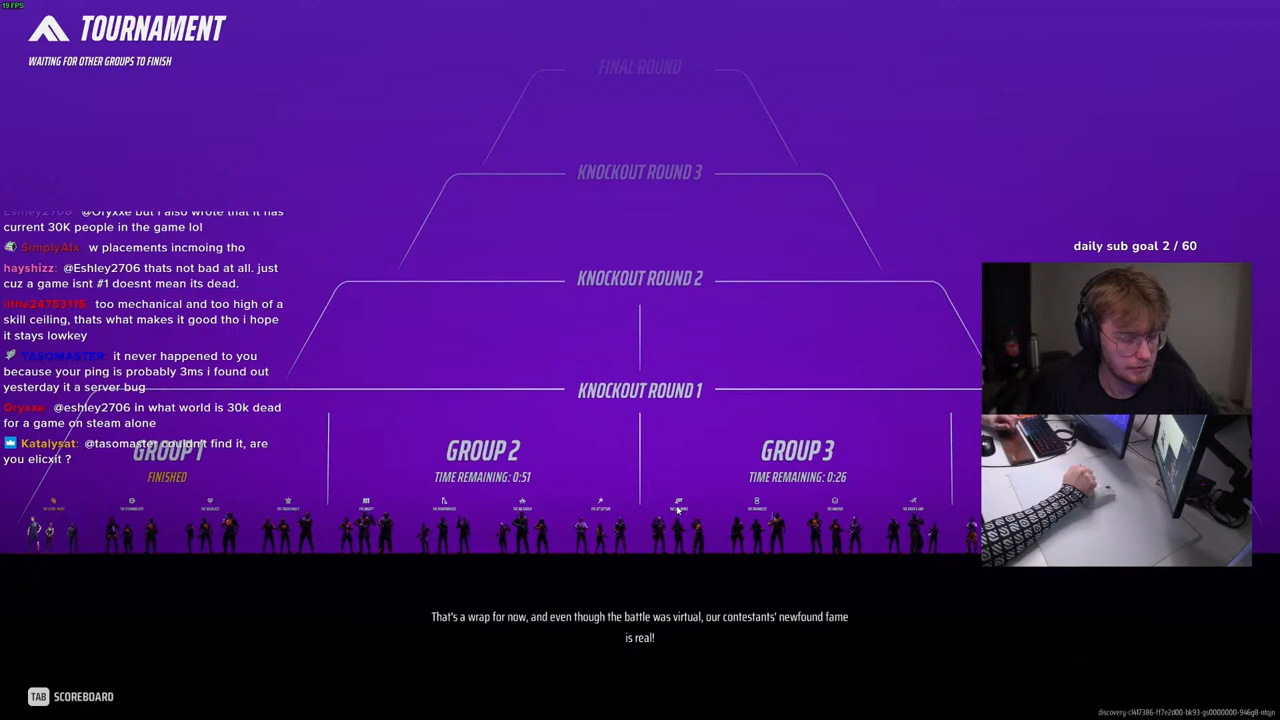 19 FPS
TOURNAMENT
WAITING FOR OTHER GROUPS TO FINISH
FINAL ROUND
KNOCKOUT ROUND 3
KNOCKOUT ROUND 2
KNOCKOUT ROUND 1
Eshley2706: @Oryxxe but i also wrote that it has
current 30K people in the game lol
SimplyAlx: w placements incmoing tho
hayshizz: @Eshley2706 thats not bad at all. just
cuz a game isnt #1 doesnt mean its dead.
lithe24753115: too mechanical and too high of a
skill ceiling, thats what makes it good tho i hope
it stays lowkey
TASOMASTER: it never happened to you
because your ping is probably 3ms i found out
yesterday it a server bug
Oryxxe: @eshley2706 in what world is 30k dead
for a game on steam alone
Katalysat: @tasomaster couldn't find it, are
you elicxit ?
GROUP 1
FINISHED
GROUP 2
TIME REMAINING: 0:51
GROUP 3
TIME REMAINING: 0:26
daily sub goal 2 / 60
That's a wrap for now, and even though the battle was virtual, our contestants' newfound fame
is real!
TAB SCOREBOARD